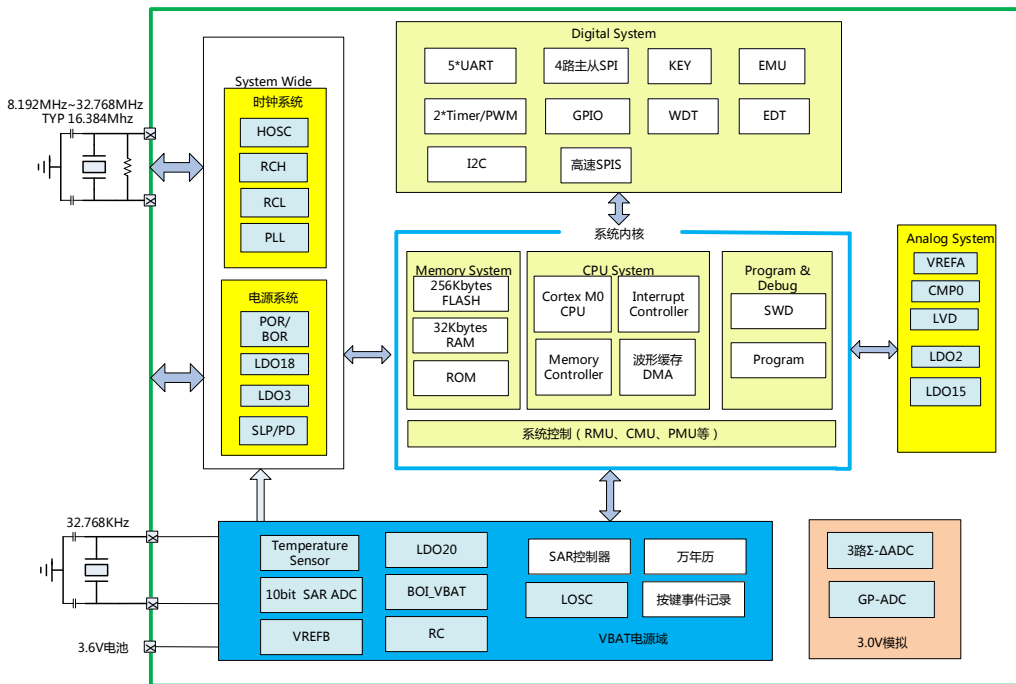 8.192MHz~32.768MHz
TYP 16.384Mhz
System Wide
时钟系统
HOSC
RCH
RCL
PLL
电源系统
POR/
BOR
LDO18
LDO3
SLP/PD
Digital System
5*UART
4路主从SPI
KEY
EMU
2*Timer/PWM
GPIO
WDT
EDT
I2C
高速SPIS
系统内核
Memory System
256Kbytes
FLASH
32Kbytes
RAM
ROM
CPU System
Cortex M0
CPU
Interrupt
Controller
Memory
Controller
波形缓存
DMA
Program &
Debug
SWD
Program
系统控制（RMU、CMU、PMU等）
Analog System
VREFA
CMP0
LVD
LDO2
LDO15
32.768KHz
3.6V电池
Temperature
Sensor
LDO20
SAR控制器
万年历
10bit SAR ADC
BOI_VBAT
LOSC
按键事件记录
VREFB
RC
VBAT电源域
3路Σ-ΔADC
GP-ADC
3.0V模拟